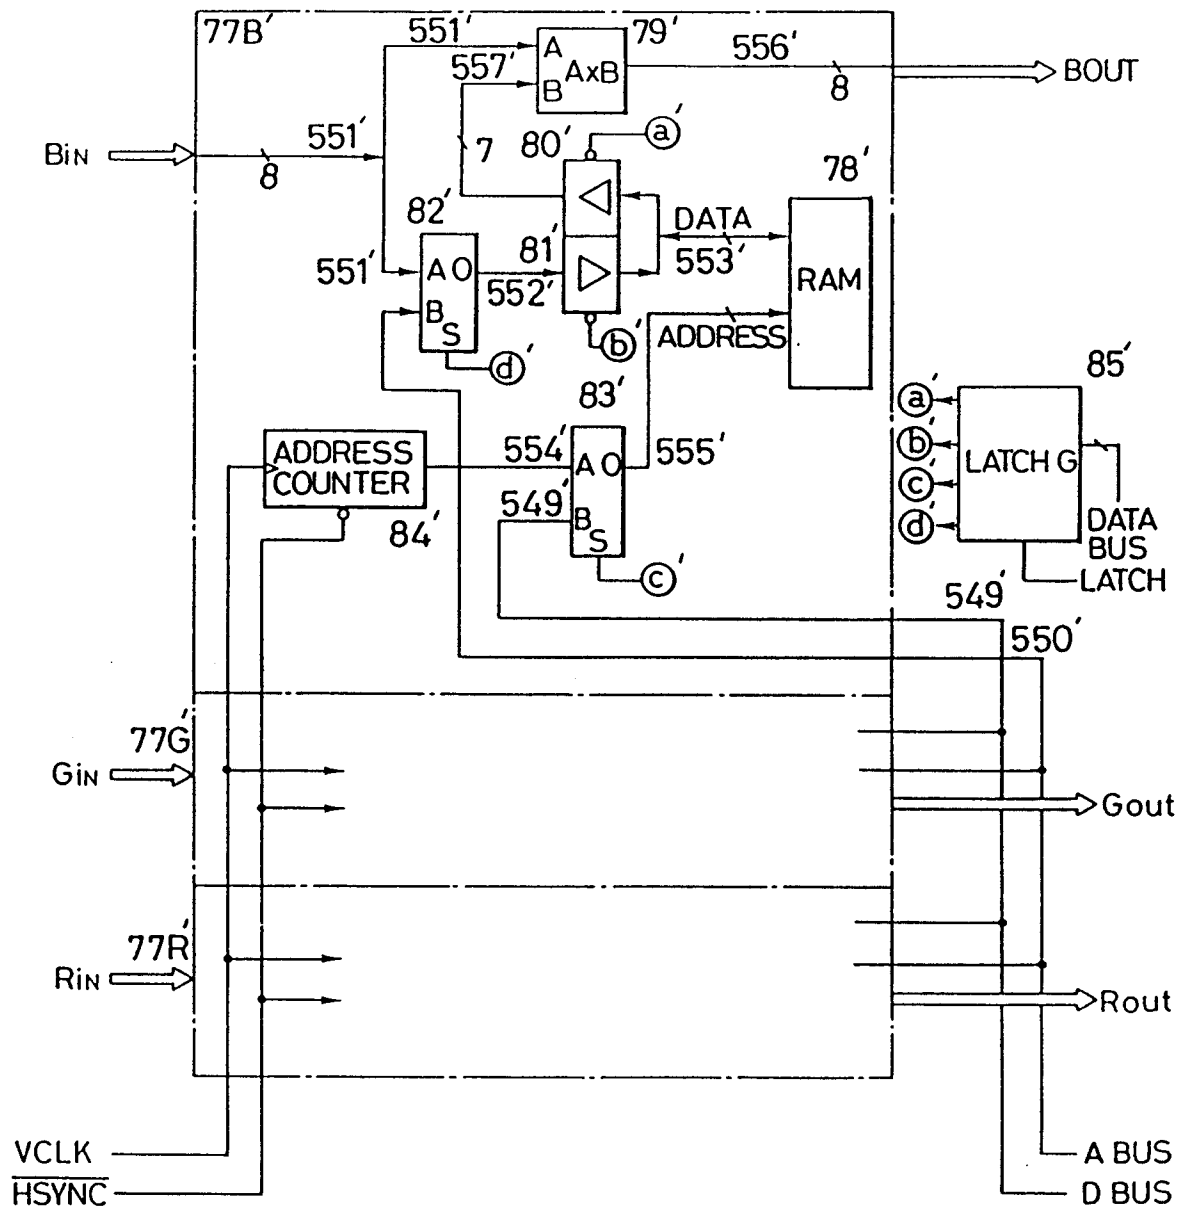 77B'
551'
79'
556'
A
AxB
B
557'
8
BOUT
BIN
8
551'
7
80'
a'
78'
82'
DATA
553'
RAM
551'
A O
B
S
552'
81'
b'
ADDRESS
d'
83'
85'
a'
b'
c'
d'
LATCH G
DATA
BUS
LATCH
ADDRESS
COUNTER
84'
554'
A O
B
S
555'
549'
c'
549'
550'
77G'
GIN
Gout
77R'
RIN
Rout
VCLK
HSYNC
A BUS
D BUS